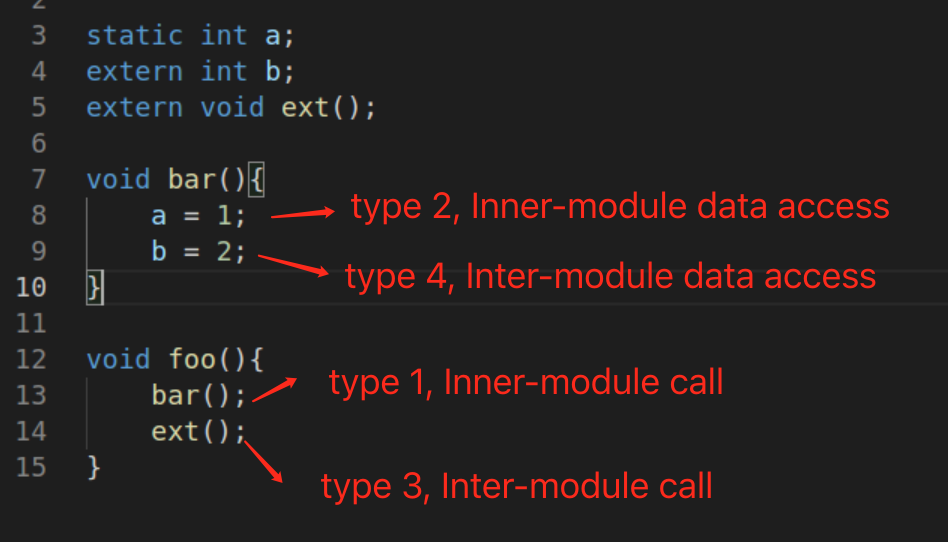 2
3 static int a;
4 extern int b;
5 extern void ext();
6
7 void bar(){
8 a = 1; type 2, Inner-module data access
9 b = 2; type 4, Inter-module data access
10 }
11
12 void foo(){
13 bar(); type 1, Inner-module call
14 ext();
15 }
type 3, Inter-module call